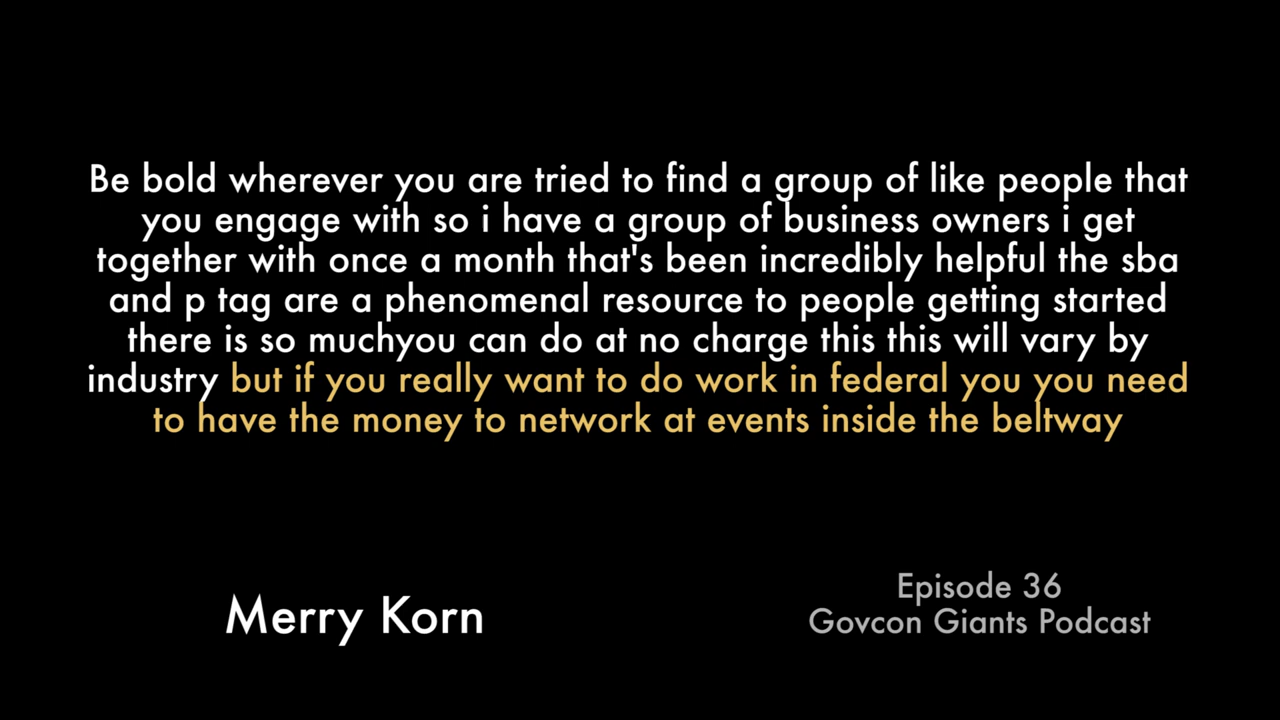 Be bold wherever you are tried to find a group of like people that
you engage with so i have a group of business owners i get
together with once a month that's been incredibly helpful the sba
and p tag are a phenomenal resource to people getting started
there is so muchyou can do at no charge this this will vary by
industry but if you really want to do work in federal you you need
to have the money to network at events inside the beltway
Merry Korn
Episode 36
Govcon Giants Podcast